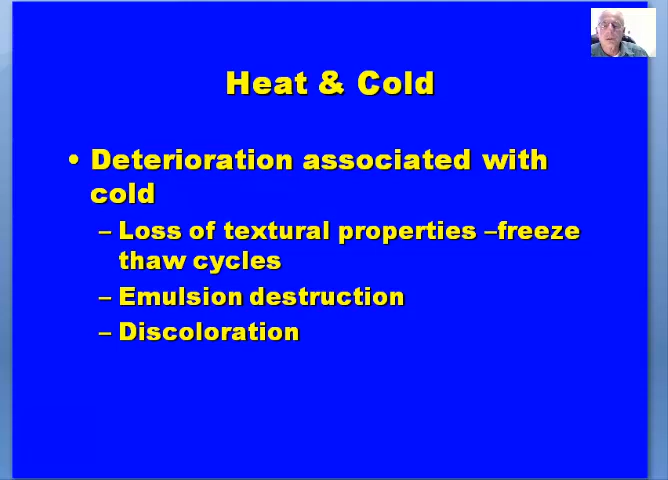 Heat & Cold
• Deterioration associated with
cold
– Loss of textural properties –freeze
thaw cycles
– Emulsion destruction
– Discoloration